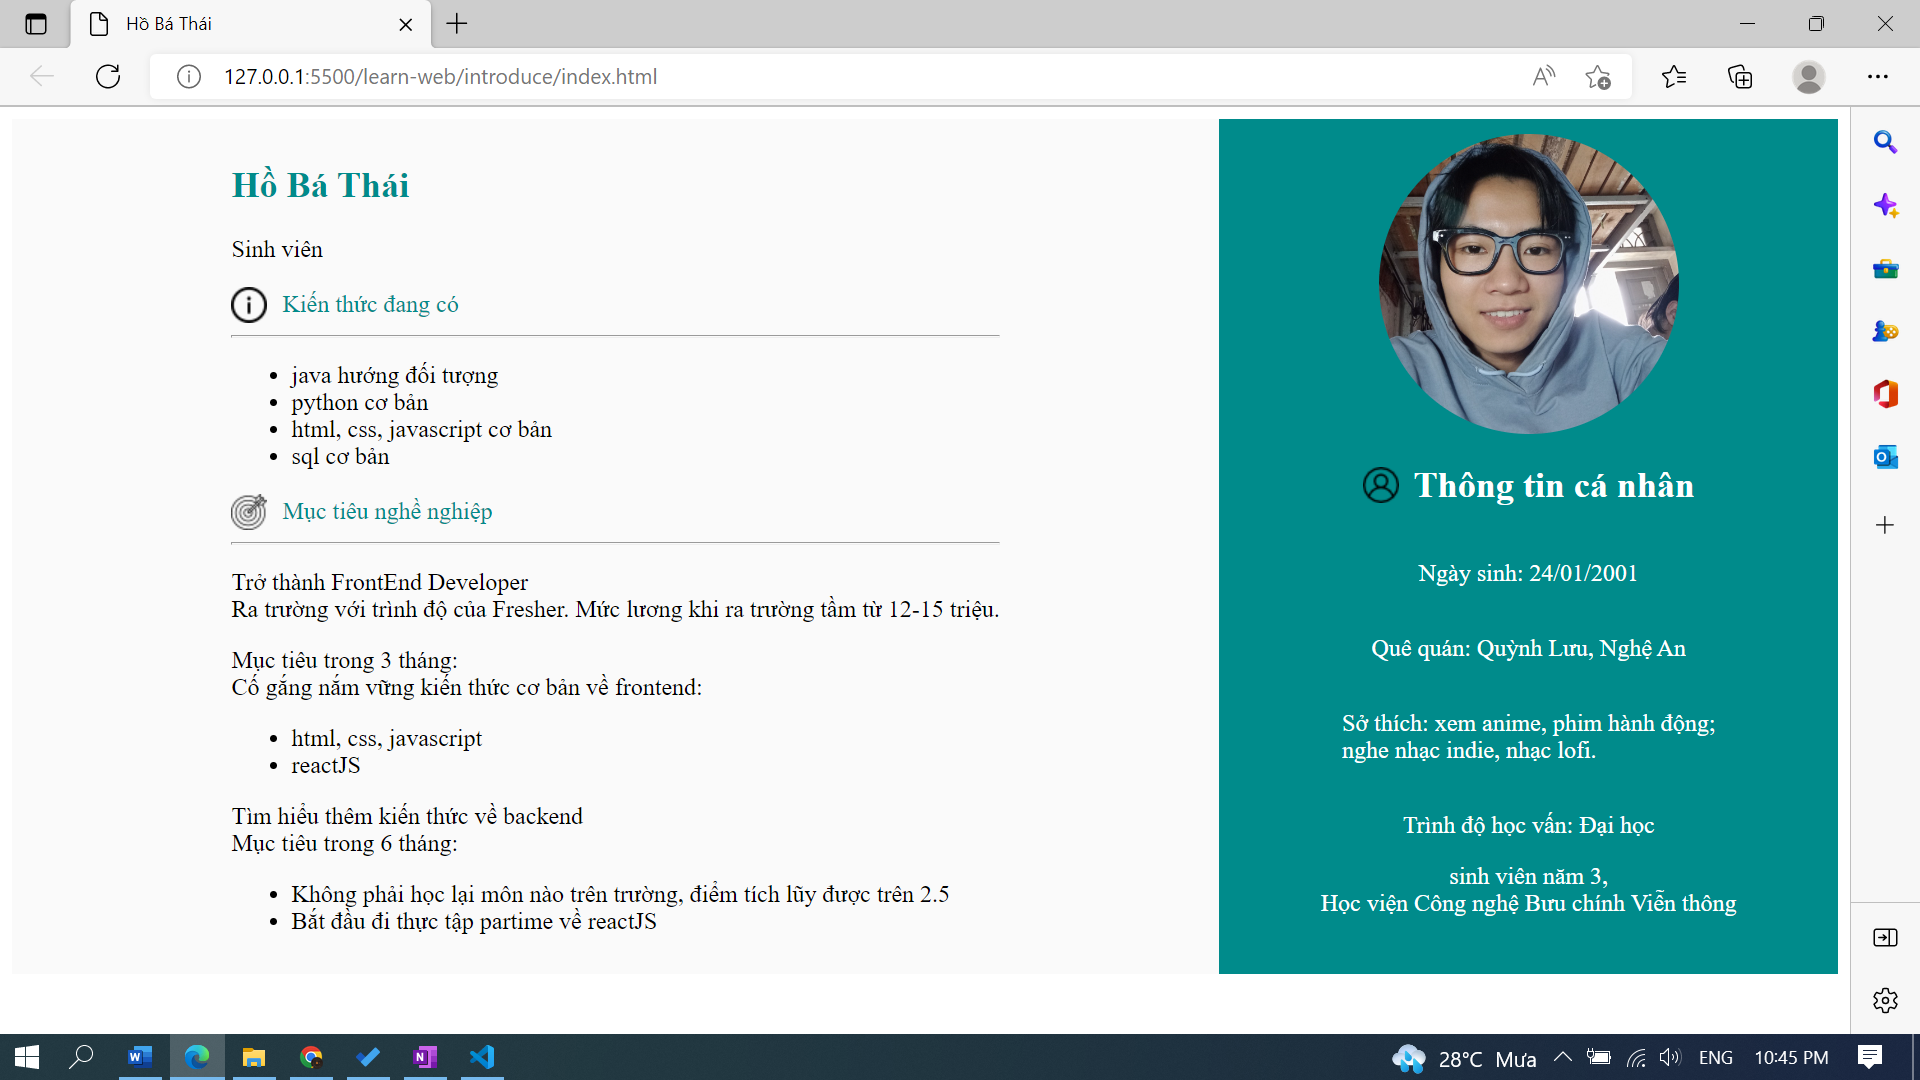 Hồ Bá Thái
127.0.0.1:5500/learn-web/introduce/index.html
Hồ Bá Thái
Sinh viên
Kiến thức đang có
java hướng đối tượng
python cơ bản
html, css, javascript cơ bản
sql cơ bản
Mục tiêu nghề nghiệp
Trở thành FrontEnd Developer
Ra trường với trình độ của Fresher. Mức lương khi ra trường tầm từ 12-15 triệu.
Mục tiêu trong 3 tháng:
Cố gắng nắm vững kiến thức cơ bản về frontend:
html, css, javascript
reactJS
Tìm hiểu thêm kiến thức về backend
Mục tiêu trong 6 tháng:
Không phải học lại môn nào trên trường, điểm tích lũy được trên 2.5
Bắt đầu đi thực tập partime về reactJS
Thông tin cá nhân
Ngày sinh: 24/01/2001
Quê quán: Quỳnh Lưu, Nghệ An
Sở thích: xem anime, phim hành động;
nghe nhạc indie, nhạc lofi.
Trình độ học vấn: Đại học
sinh viên năm 3,
Học viện Công nghệ Bưu chính Viễn thông
28°C Mưa
ENG
10:45 PM